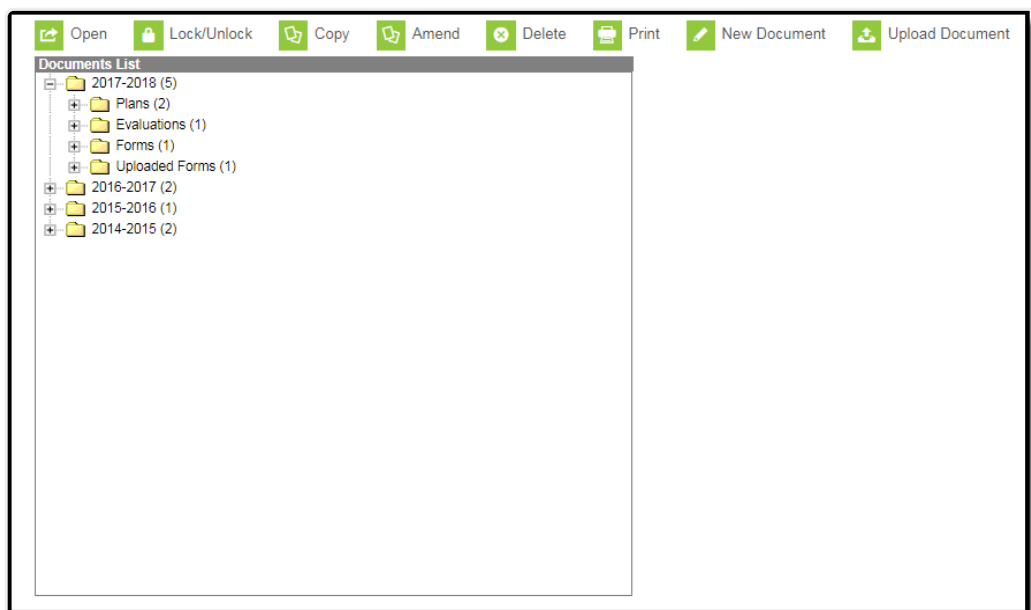 Open Lock/Unlock Copy Amend Delete Print New Document Upload Document
Documents List
2017-2018 (5)
Plans (2)
Evaluations (1)
Forms (1)
Uploaded Forms (1)
2016-2017 (2)
2015-2016 (1)
2014-2015 (2)